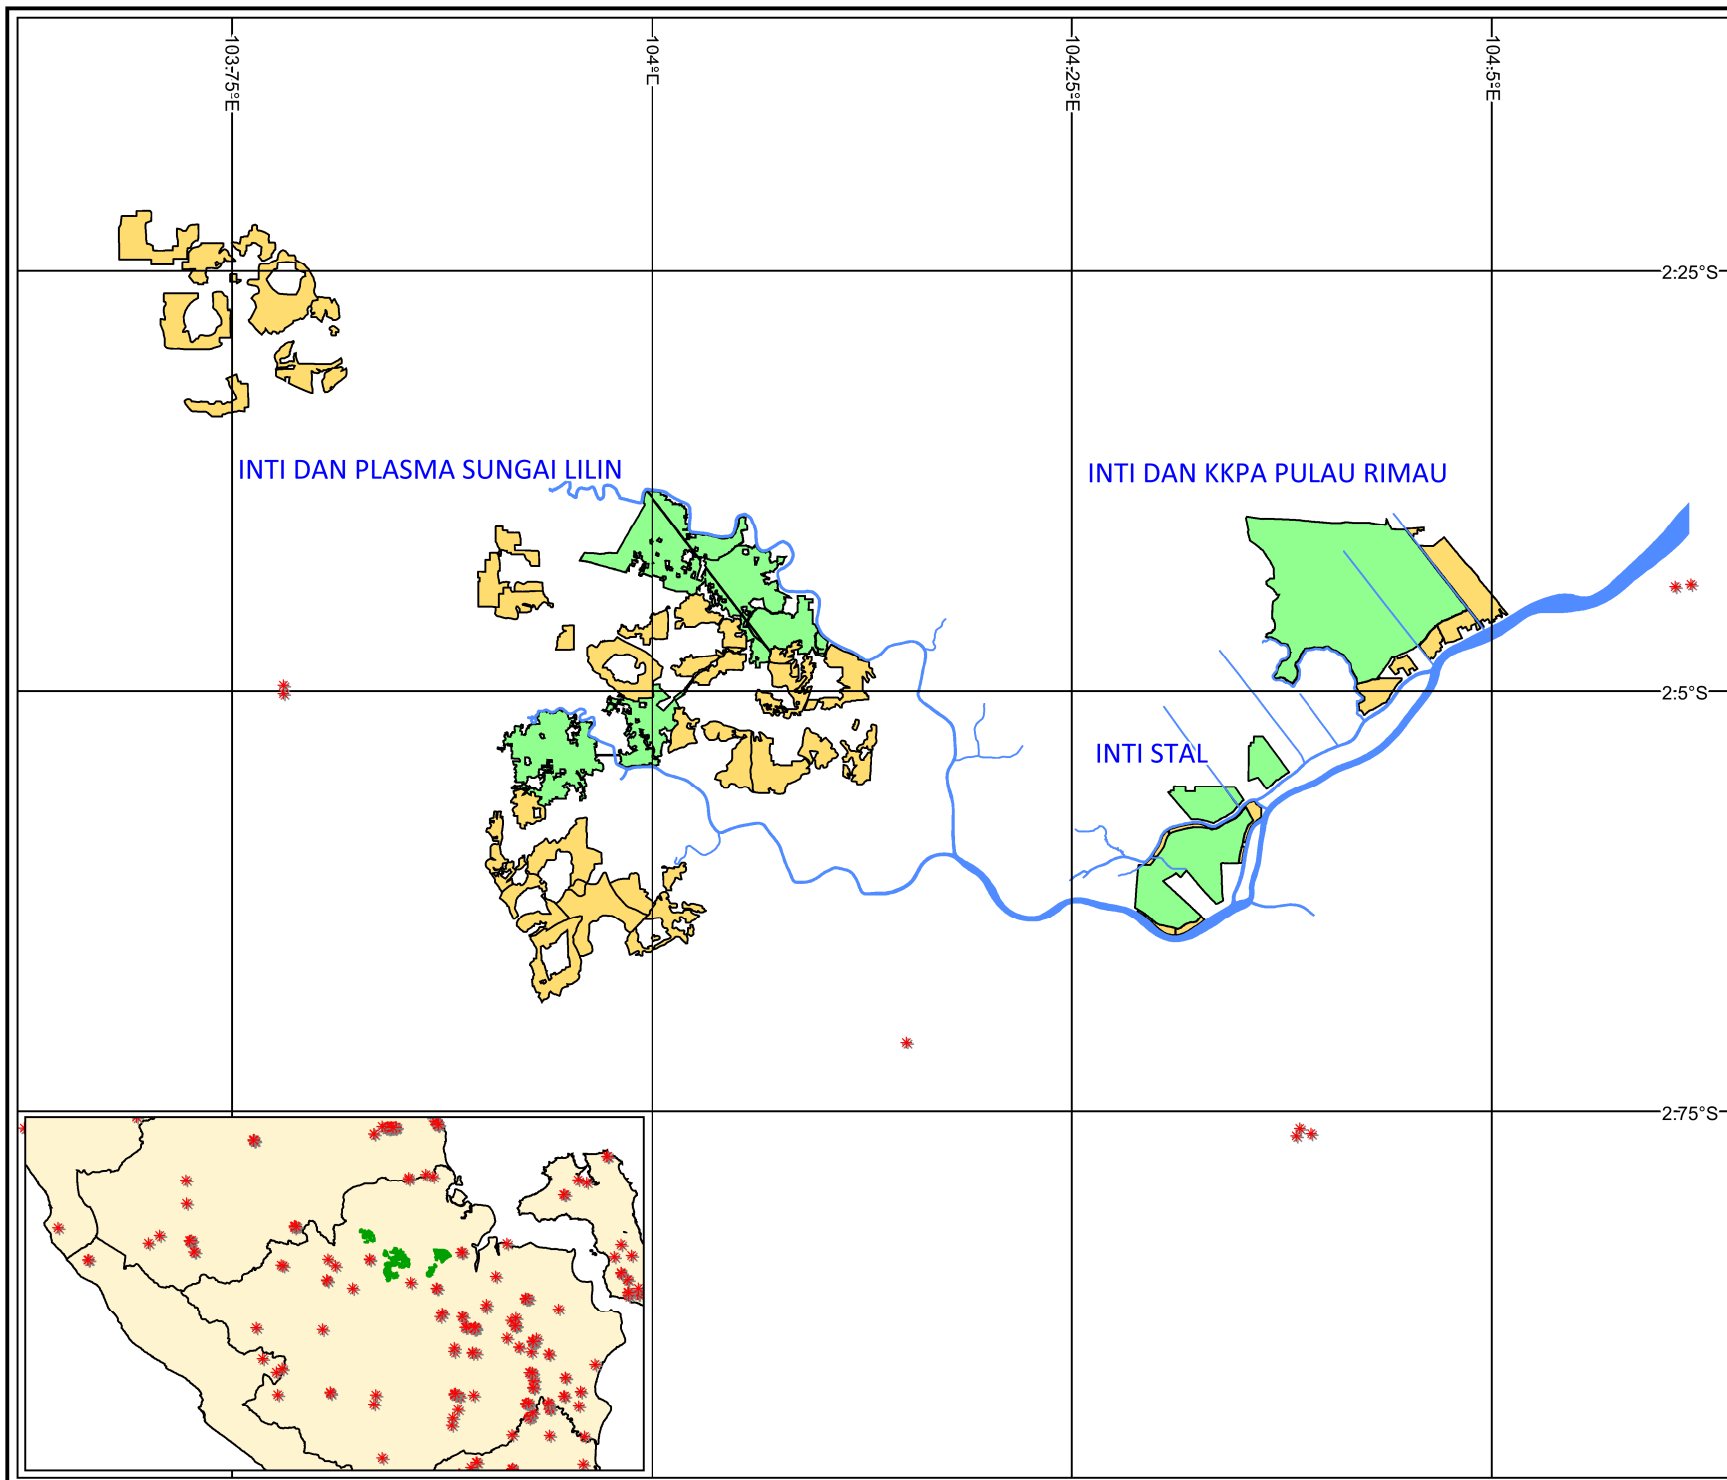 103.75°E
104°E
104.25°E
104.5°E
2.25°S
INTI DAN PLASMA SUNGAI LILIN
INTI DAN KKPA PULAU RIMAU
2.5°S
INTI STAL
2.75°S